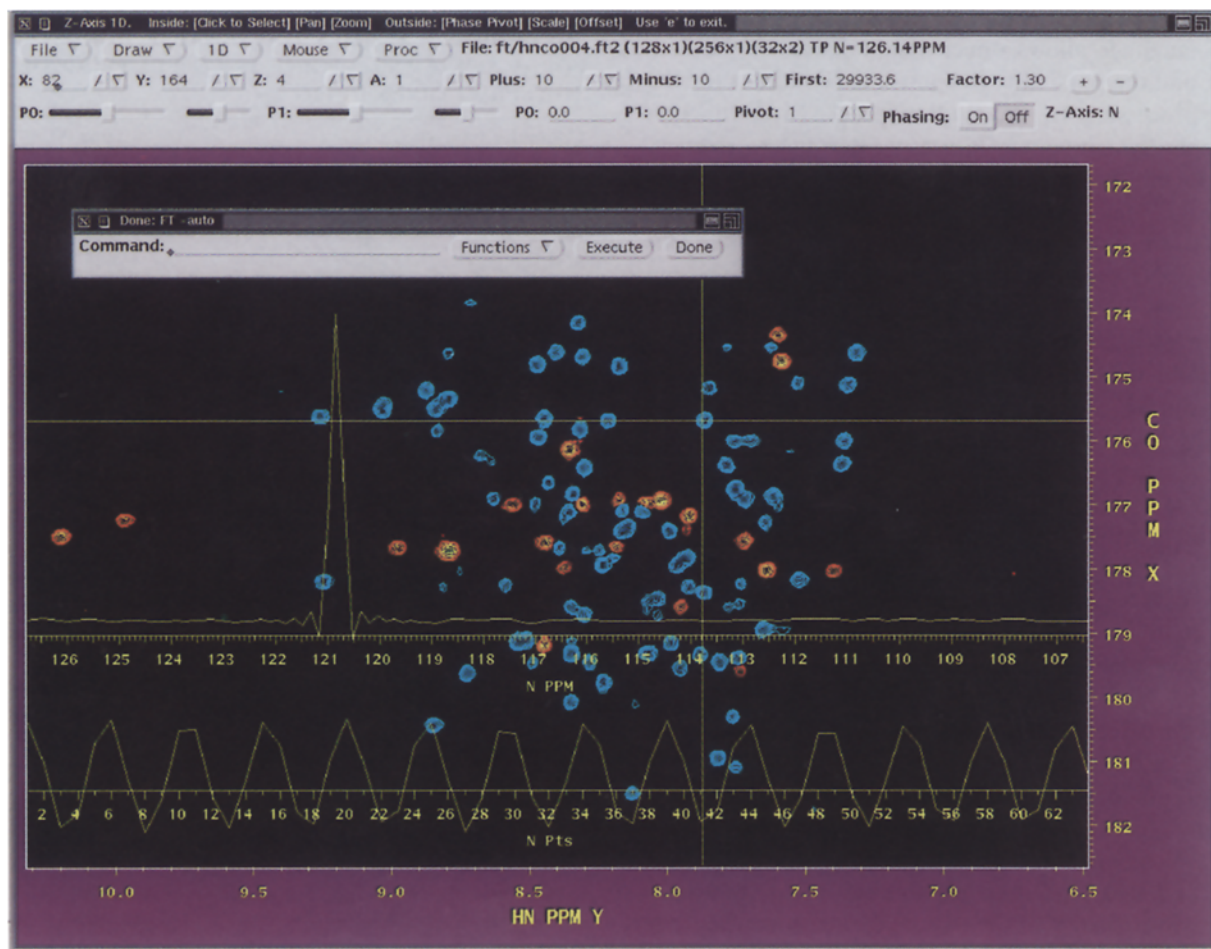 Z-Axis 1D.  Inside: [Click to Select] [Pan] [Zoom]  Outside: [Phase Pivot] [Scale] [Offset]  Use 'e' to exit.
File Draw 1D Mouse Proc File: ft/hnco004.ft2 (128x1)(256x1)(32x2) TP N=126.14PPM
X: 82 Y: 164 Z: 4 A: 1 Plus: 10 Minus: 10 First: 29933.6 Factor: 1.30 + -
P0: P1: P0: 0.0 P1: 0.0 Pivot: 1 Phasing: On Off Z-Axis: N
172
Done: FT -auto
Command: Functions Execute Done
173
174
175
176
177
178
179
180
181
182
CO PPM X
126 125 124 123 122 121 120 119 118 117 116 115 114 113 112 111 110 109 108 107
N PPM
2 4 6 8 10 12 14 16 18 20 22 24 26 28 30 32 34 36 38 40 42 44 46 48 50 52 54 56 58 60 62
N Pts
10.0 9.5 9.0 8.5 8.0 7.5 7.0 6.5
HN PPM Y